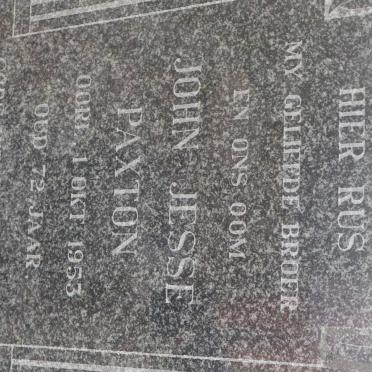 HIER RUS
MY GELIEFDE BROER
EN ONS OOM
JOHN JESSE
PAXTON
OORL. 1 OKT. 1953
OUD 72 JAAR